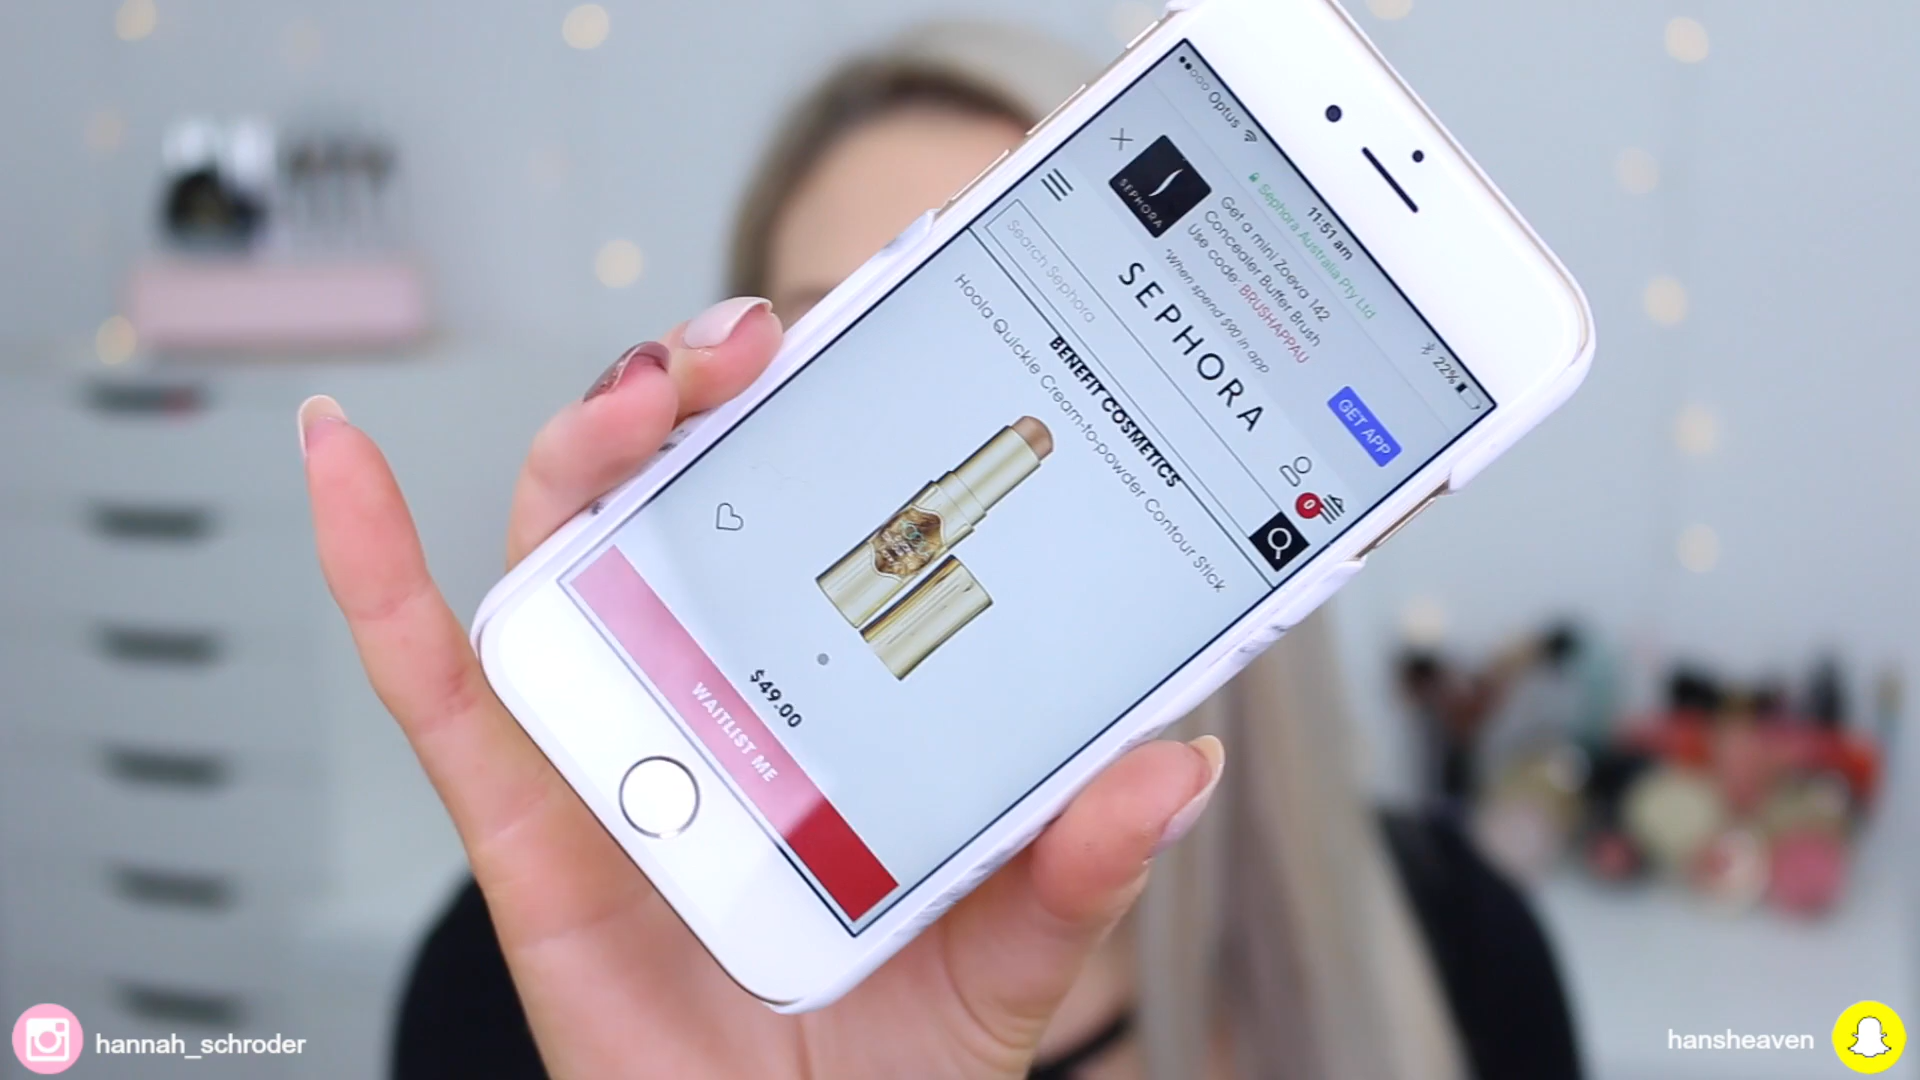 Optus
11:51 am
22%
Sephora Australia Pty Ltd
SEPHORA
Get a mini Zoeva 142
Concealer Buffer Brush
Use code: BRUSHAPPAU
*When spend $90 in app
GET APP
SEPHORA
0
Search Sephora
BENEFIT COSMETICS
Hoola Quickie Cream-to-powder Contour Stick
$49.00
WAITLIST ME
hannah_schroder
hansheaven